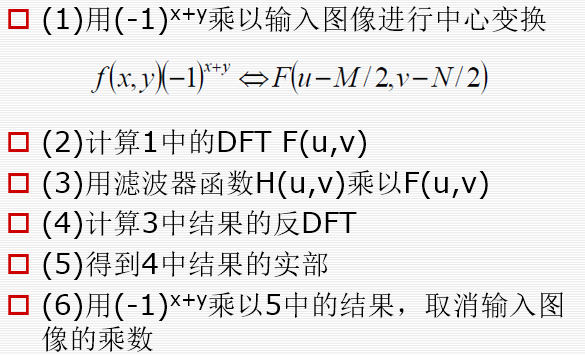 (1)用(-1)ˣ⁺ʸ乘以输入图像进行中心变换
f(x,y)(-1)ˣ⁺ʸ⇔F(u-M/2,v-N/2)
(2)计算1中的DFT F(u,v)
(3)用滤波器函数H(u,v)乘以F(u,v)
(4)计算3中结果的反DFT
(5)得到4中结果的实部
(6)用(-1)ˣ⁺ʸ乘以5中的结果，取消输入图
像的乘数